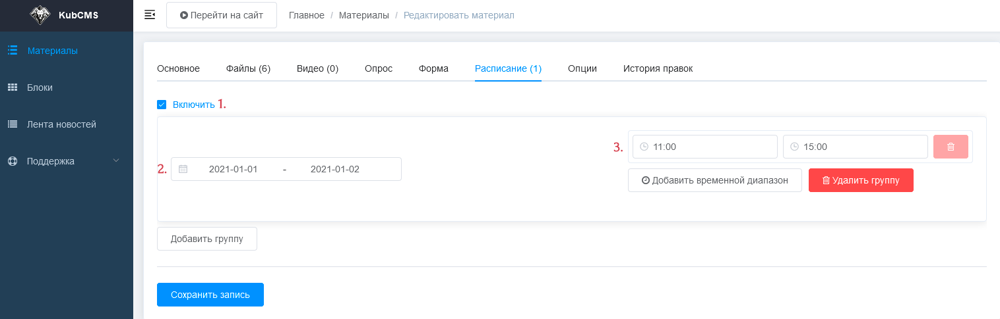 KubCMS
Перейти на сайт
Главное / Материалы / Редактировать материал
Материалы
Блоки
Лента новостей
Поддержка
Основное Файлы (6) Видео (0) Опрос Форма Расписание (1) Опции История правок
Включить 1.
2. 2021-01-01 - 2021-01-02
3. 11:00 15:00
Добавить временной диапазон Удалить группу
Добавить группу
Сохранить запись